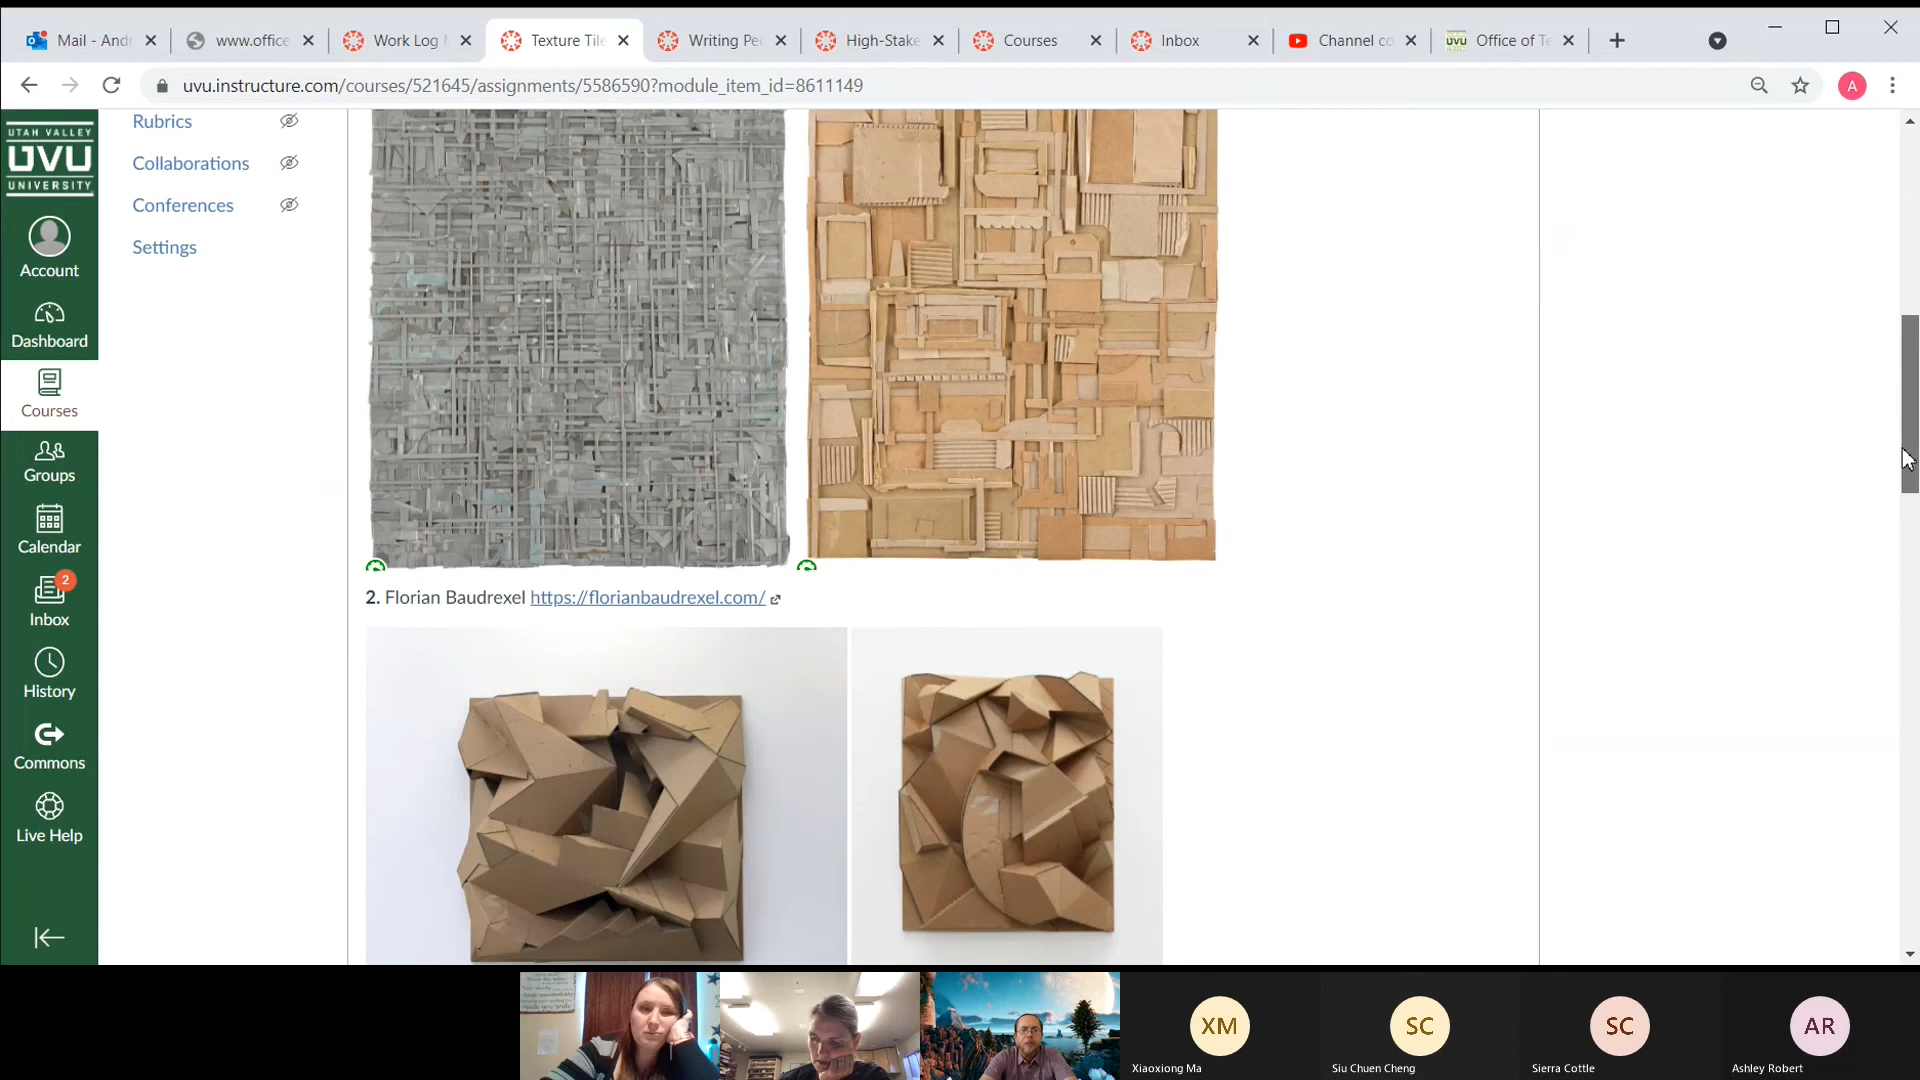 Mail - Andr
www.office
Work Log M
Texture Tile
Writing Pee
High-Stake
Courses
Inbox
Channel co
Office of Te
uvu.instructure.com/courses/521645/assignments/5586590?module_item_id=8611149
A
UTAH VALLEY
UVU
UNIVERSITY
Account
Dashboard
Courses
Groups
Calendar
2
Inbox
History
Commons
Live Help
Rubrics
Collaborations
Conferences
Settings
2. Florian Baudrexel https://florianbaudrexel.com/
XM
Xiaoxiong Ma
SC
Siu Chuen Cheng
SC
Sierra Cottle
AR
Ashley Robert